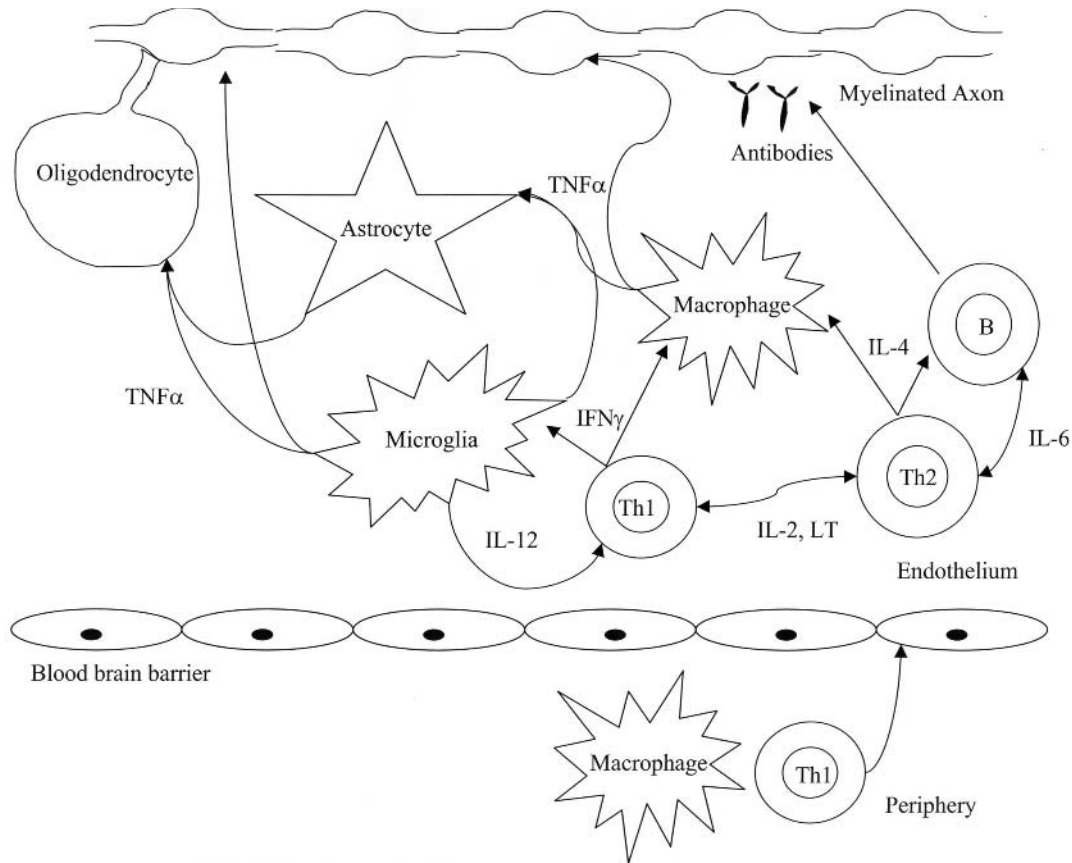 Myelinated Axon
Antibodies
Oligodendrocyte
TNFα
Astrocyte
Macrophage
B
IL-4
TNFα
IFNγ
Microglia
IL-6
Th2
Th1
IL-12
IL-2, LT
Endothelium
Blood brain barrier
Macrophage
Th1
Periphery